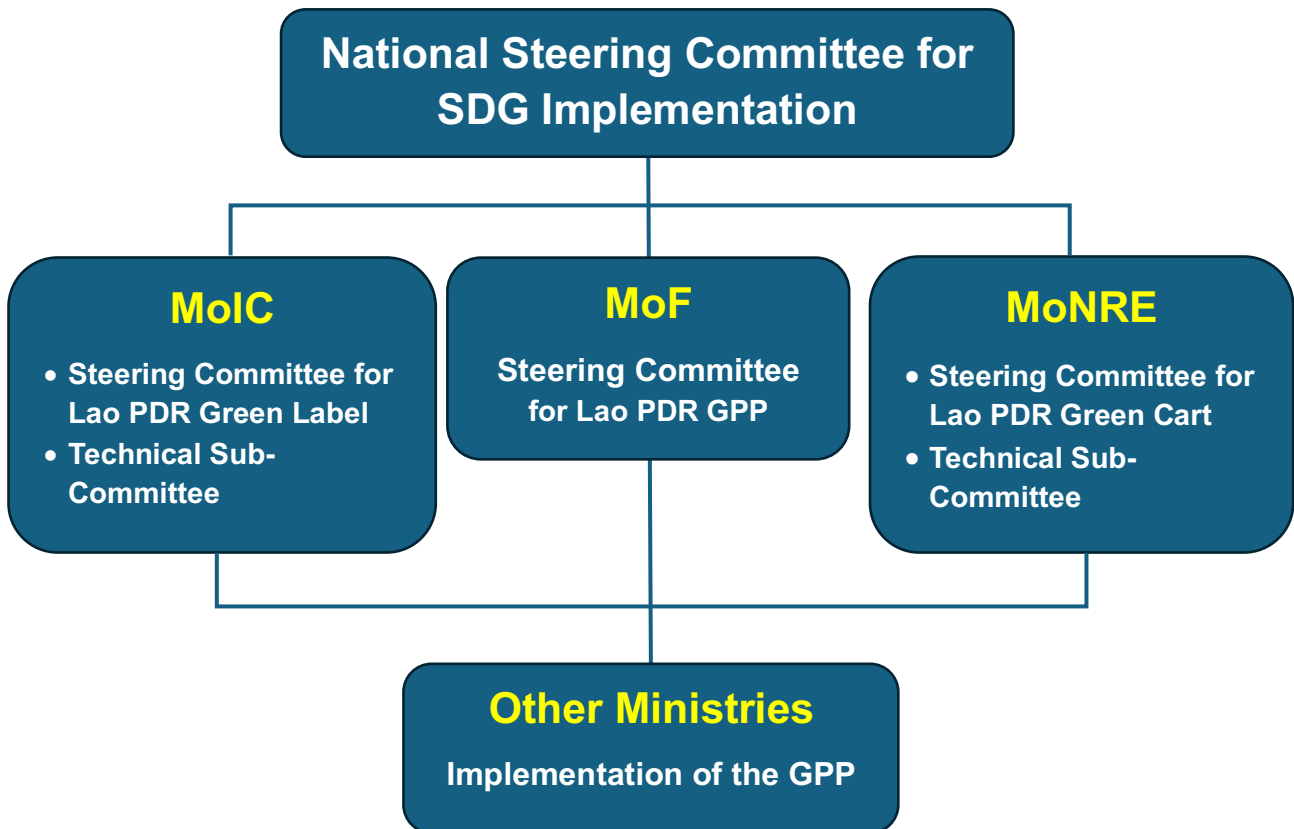 National Steering Committee for
SDG Implementation
MoIC
• Steering Committee for
Lao PDR Green Label
• Technical Sub-
Committee
MoF
Steering Committee
for Lao PDR GPP
MoNRE
• Steering Committee for
Lao PDR Green Cart
• Technical Sub-
Committee
Other Ministries
Implementation of the GPP